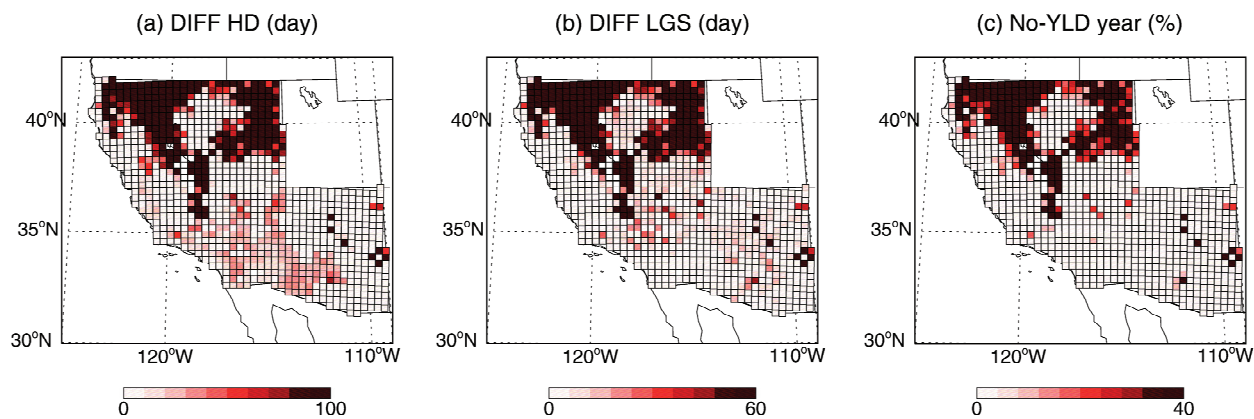 (a) DIFF HD (day) (b) DIFF LGS (day) (c) No-YLD year (%)
40°N 40°N 40°N
35°N 35°N 35°N
30°N 30°N 30°N
120°W 110°W 120°W 110°W 120°W 110°W
0 100 0 60 0 40